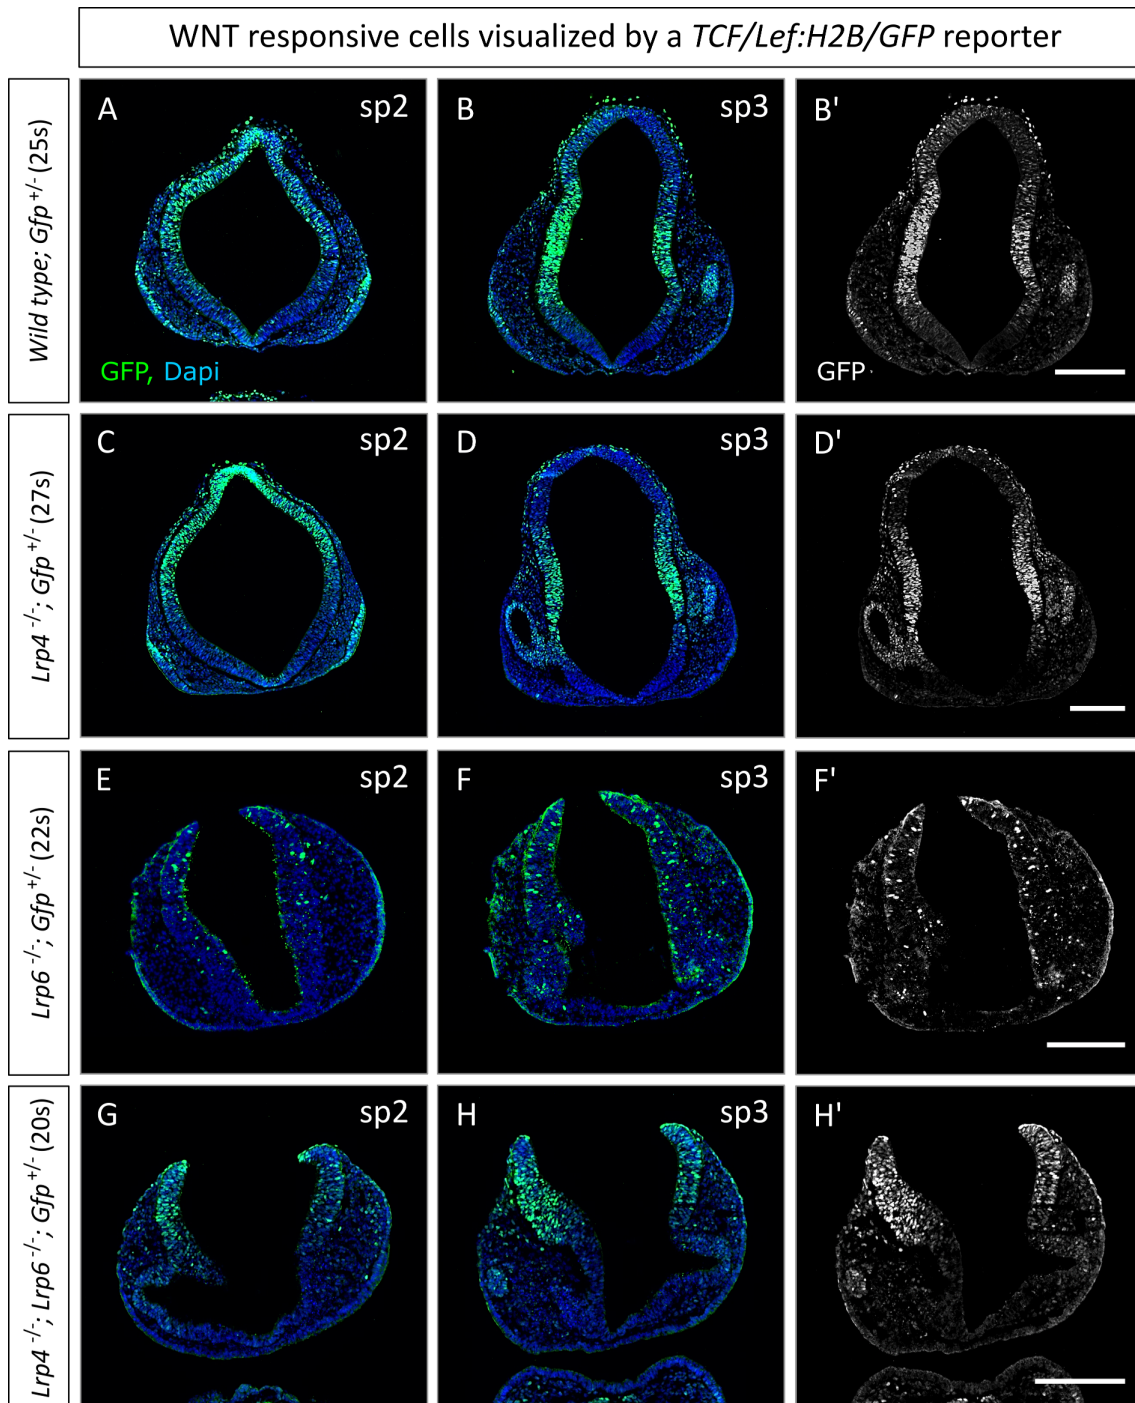 WNT responsive cells visualized by a TCF/Lef:H2B/GFP reporter
Wild type; Gfp +/- (25s)
A
sp2
GFP, Dapi
B
sp3
B'
GFP
Lrp4 -/-; Gfp +/- (27s)
C
sp2
D
sp3
D'
Lrp6 -/-; Gfp +/- (22s)
E
sp2
F
sp3
F'
Lrp4 -/-; Lrp6 -/-; Gfp +/- (20s)
G
sp2
H
sp3
H'